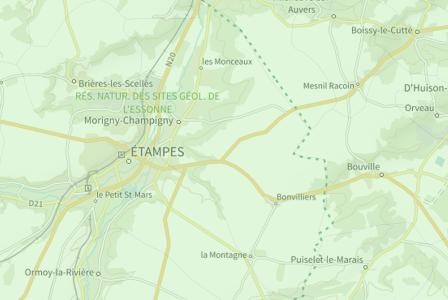 Auvers
Boissy-le-Cutté
N20
les Monceaux
Brières-les-Scellés
Mesnil Racoin
D'Huison-
RÉS. NATUR. DES SITES GÉOL. DE
L'ESSONNE
Orveau
Morigny-Champigny
ÉTAMPES
Bouville
le Petit St-Mars
Bonvilliers
D21
la Montagne
Puiselet-le-Marais
Ormoy-la-Rivière